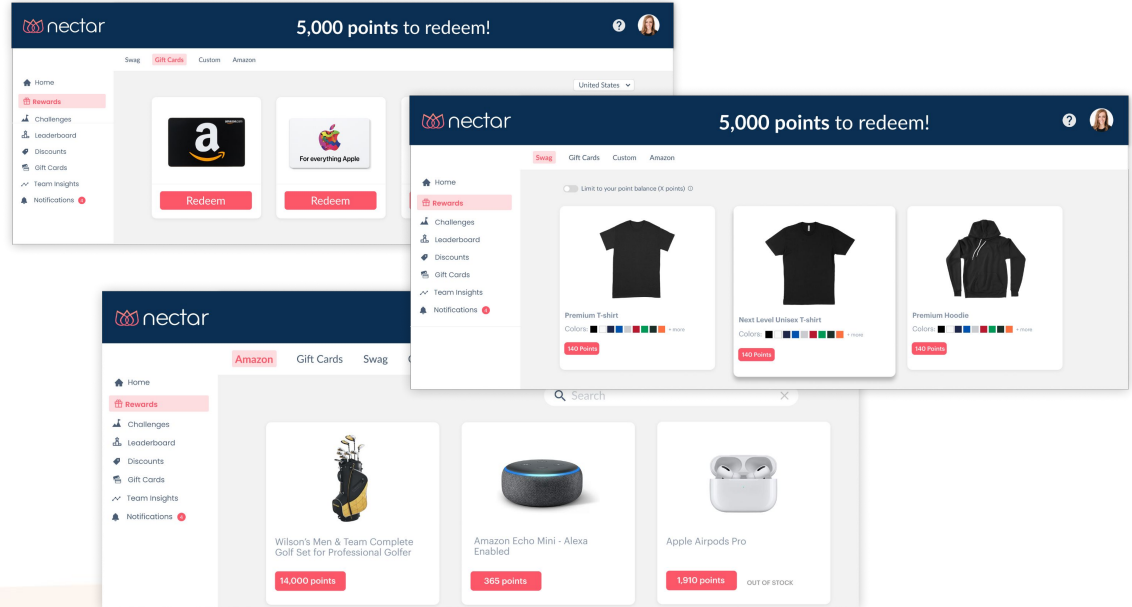 nectar
5,000 points to redeem!
?
Swag Gift Cards Custom Amazon
United States
Home
Rewards
Challenges
Leaderboard
Discounts
Gift Cards
Team Insights
Notifications
a
For everything Apple
Redeem Redeem
nectar
5,000 points to redeem!
?
Swag Gift Cards Custom Amazon
Limit to your point balance (X points)
Home
Rewards
Challenges
Leaderboard
Discounts
Gift Cards
Team Insights
Notifications
Premium T-shirt
Colors: + more
140 Points
Next Level Unisex T-shirt
Colors: + more
140 Points
Premium Hoodie
Colors: + more
140 Points
nectar
Amazon Gift Cards Swag
Search
Home
Rewards
Challenges
Leaderboard
Discounts
Gift Cards
Team Insights
Notifications
Wilson's Men & Team Complete
Golf Set for Professional Golfer
14,000 points
Amazon Echo Mini - Alexa
Enabled
365 points
Apple Airpods Pro
1,910 points OUT OF STOCK